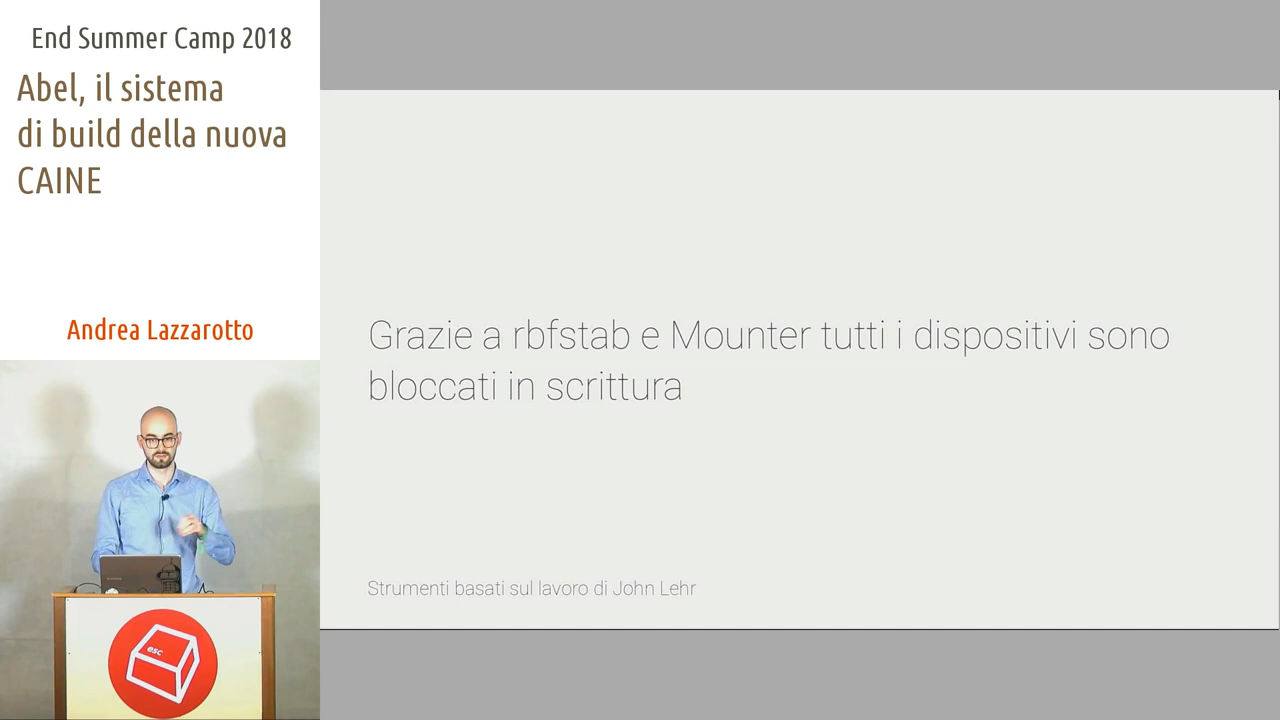 End Summer Camp 2018
Abel, il sistema
di build della nuova
CAINE
Andrea Lazzarotto
Grazie a rbfstab e Mounter tutti i dispositivi sono
bloccati in scrittura
Strumenti basati sul lavoro di John Lehr
esc